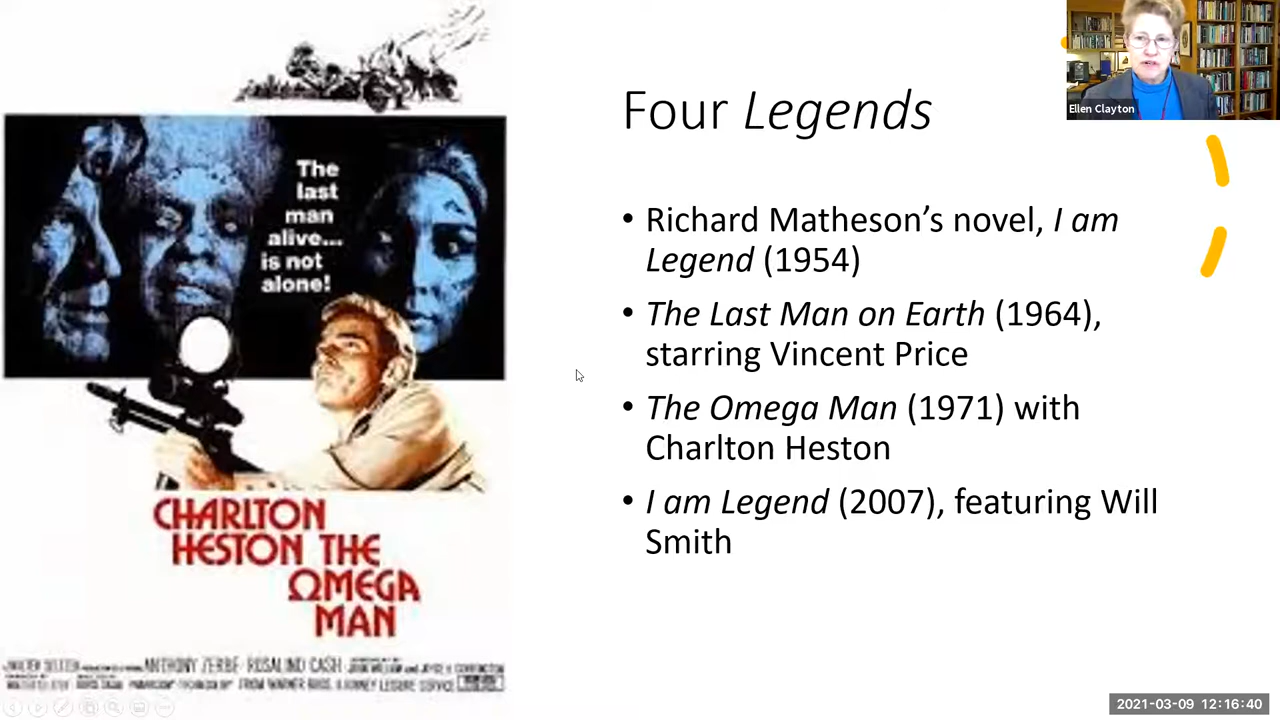 The
last
man
alive...
is not
alone!
CHARLTON
HESTON THE
ΩMEGA
MAN
ANTHONY ZERBE · ROSALIND CASH
Four Legends
• Richard Matheson’s novel, I am
Legend (1954)
• The Last Man on Earth (1964),
starring Vincent Price
• The Omega Man (1971) with
Charlton Heston
• I am Legend (2007), featuring Will
Smith
Ellen Clayton
2021-03-09 12:16:40